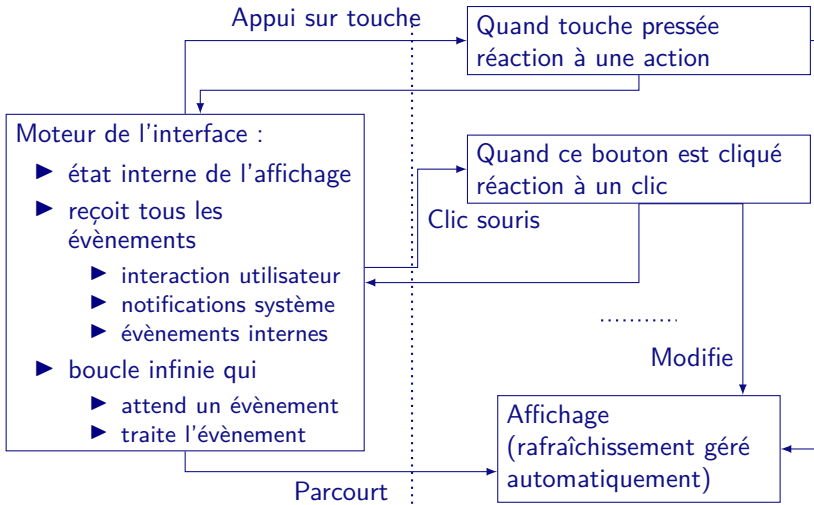 Appui sur touche
Quand touche pressée
réaction à une action
Moteur de l'interface :
▶ état interne de l'affichage
▶ reçoit tous les
évènements
▶ interaction utilisateur
▶ notifications système
▶ évènements internes
▶ boucle infinie qui
▶ attend un évènement
▶ traite l'évènement
Quand ce bouton est cliqué
réaction à un clic
Clic souris
Modifie
Affichage
(rafraîchissement géré
automatiquement)
Parcourt